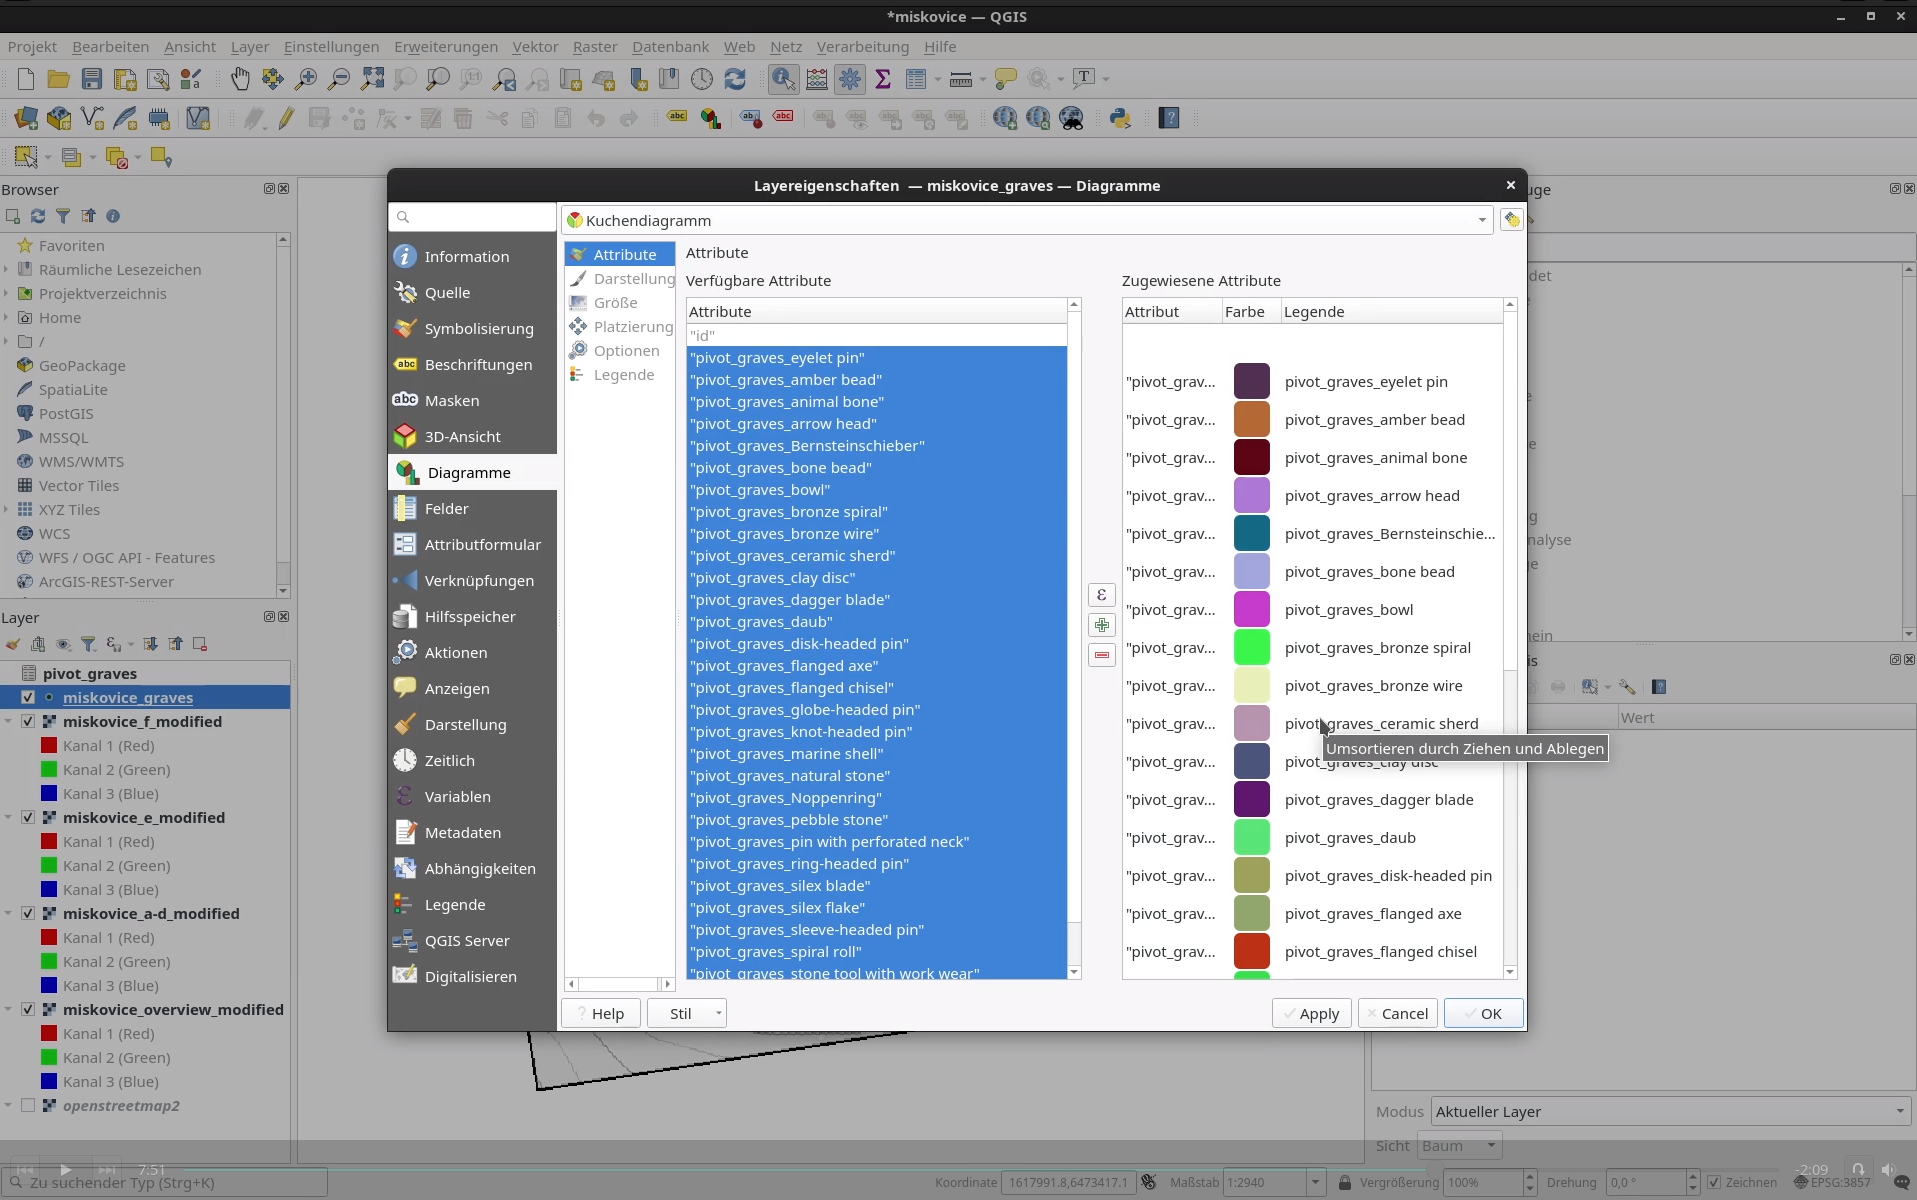 *miskovice — QGIS
Projekt Bearbeiten Ansicht Layer Einstellungen Erweiterungen Vektor Raster Datenbank Web Netz Verarbeitung Hilfe
Browser
Favoriten
Räumliche Lesezeichen
Projektverzeichnis
Home
/
GeoPackage
SpatiaLite
PostGIS
MSSQL
WMS/WMTS
Vector Tiles
XYZ Tiles
WCS
WFS / OGC API - Features
ArcGIS-REST-Server
Layer
pivot_graves
miskovice_graves
miskovice_f_modified
Kanal 1 (Red)
Kanal 2 (Green)
Kanal 3 (Blue)
miskovice_e_modified
Kanal 1 (Red)
Kanal 2 (Green)
Kanal 3 (Blue)
miskovice_a-d_modified
Kanal 1 (Red)
Kanal 2 (Green)
Kanal 3 (Blue)
miskovice_overview_modified
Kanal 1 (Red)
Kanal 2 (Green)
Kanal 3 (Blue)
openstreetmap2
Layereigenschaften — miskovice_graves — Diagramme
Information
Quelle
Symbolisierung
Beschriftungen
Masken
3D-Ansicht
Diagramme
Felder
Attributformular
Verknüpfungen
Hilfsspeicher
Aktionen
Anzeigen
Darstellung
Zeitlich
Variablen
Metadaten
Abhängigkeiten
Legende
QGIS Server
Digitalisieren
Kuchendiagramm
Attribute
Darstellung
Größe
Platzierung
Optionen
Legende
Attribute
Verfügbare Attribute
Attribute
"id"
"pivot_graves_eyelet pin"
"pivot_graves_amber bead"
"pivot_graves_animal bone"
"pivot_graves_arrow head"
"pivot_graves_Bernsteinschieber"
"pivot_graves_bone bead"
"pivot_graves_bowl"
"pivot_graves_bronze spiral"
"pivot_graves_bronze wire"
"pivot_graves_ceramic sherd"
"pivot_graves_clay disc"
"pivot_graves_dagger blade"
"pivot_graves_daub"
"pivot_graves_disk-headed pin"
"pivot_graves_flanged axe"
"pivot_graves_flanged chisel"
"pivot_graves_globe-headed pin"
"pivot_graves_knot-headed pin"
"pivot_graves_marine shell"
"pivot_graves_natural stone"
"pivot_graves_Noppenring"
"pivot_graves_pebble stone"
"pivot_graves_pin with perforated neck"
"pivot_graves_ring-headed pin"
"pivot_graves_silex blade"
"pivot_graves_silex flake"
"pivot_graves_sleeve-headed pin"
"pivot_graves_spiral roll"
"pivot_graves_stone tool with work wear"
ε
Zugewiesene Attribute
Attribut Farbe Legende
"pivot_grav... pivot_graves_eyelet pin
"pivot_grav... pivot_graves_amber bead
"pivot_grav... pivot_graves_animal bone
"pivot_grav... pivot_graves_arrow head
"pivot_grav... pivot_graves_Bernsteinschie...
"pivot_grav... pivot_graves_bone bead
"pivot_grav... pivot_graves_bowl
"pivot_grav... pivot_graves_bronze spiral
"pivot_grav... pivot_graves_bronze wire
"pivot_grav... pivot_graves_ceramic sherd
Umsortieren durch Ziehen und Ablegen
"pivot_grav... pivot_graves_clay disc
"pivot_grav... pivot_graves_dagger blade
"pivot_grav... pivot_graves_daub
"pivot_grav... pivot_graves_disk-headed pin
"pivot_grav... pivot_graves_flanged axe
"pivot_grav... pivot_graves_flanged chisel
Help Stil Apply Cancel OK
uge
det
e
e
g
nalyse
e
nein
is
Wert
Modus Aktueller Layer
Sicht Baum
7:51 -2:09
Zu suchender Typ (Strg+K) Koordinate 1617991.8,6473417.1 Maßstab 1:2940 Vergrößerung 100% Drehung 0,0 ° Zeichnen EPSG:3857